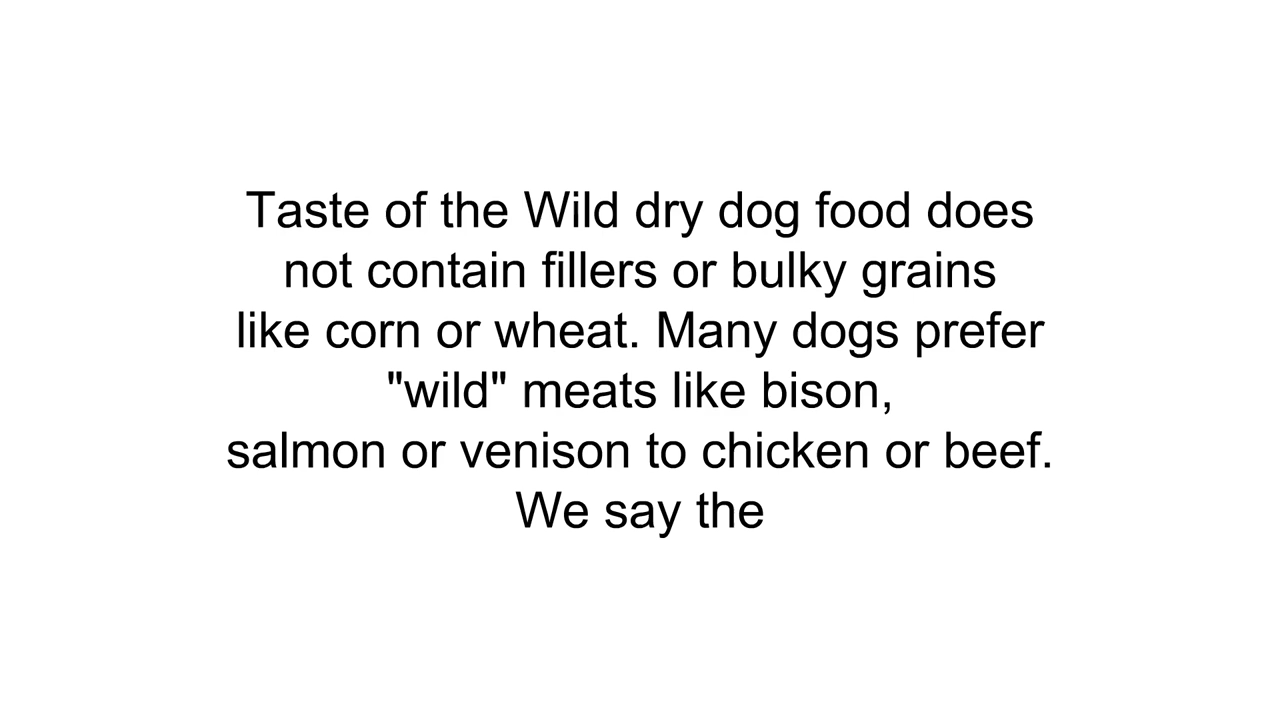 Taste of the Wild dry dog food does
not contain fillers or bulky grains
like corn or wheat. Many dogs prefer
"wild" meats like bison,
salmon or venison to chicken or beef.
We say the